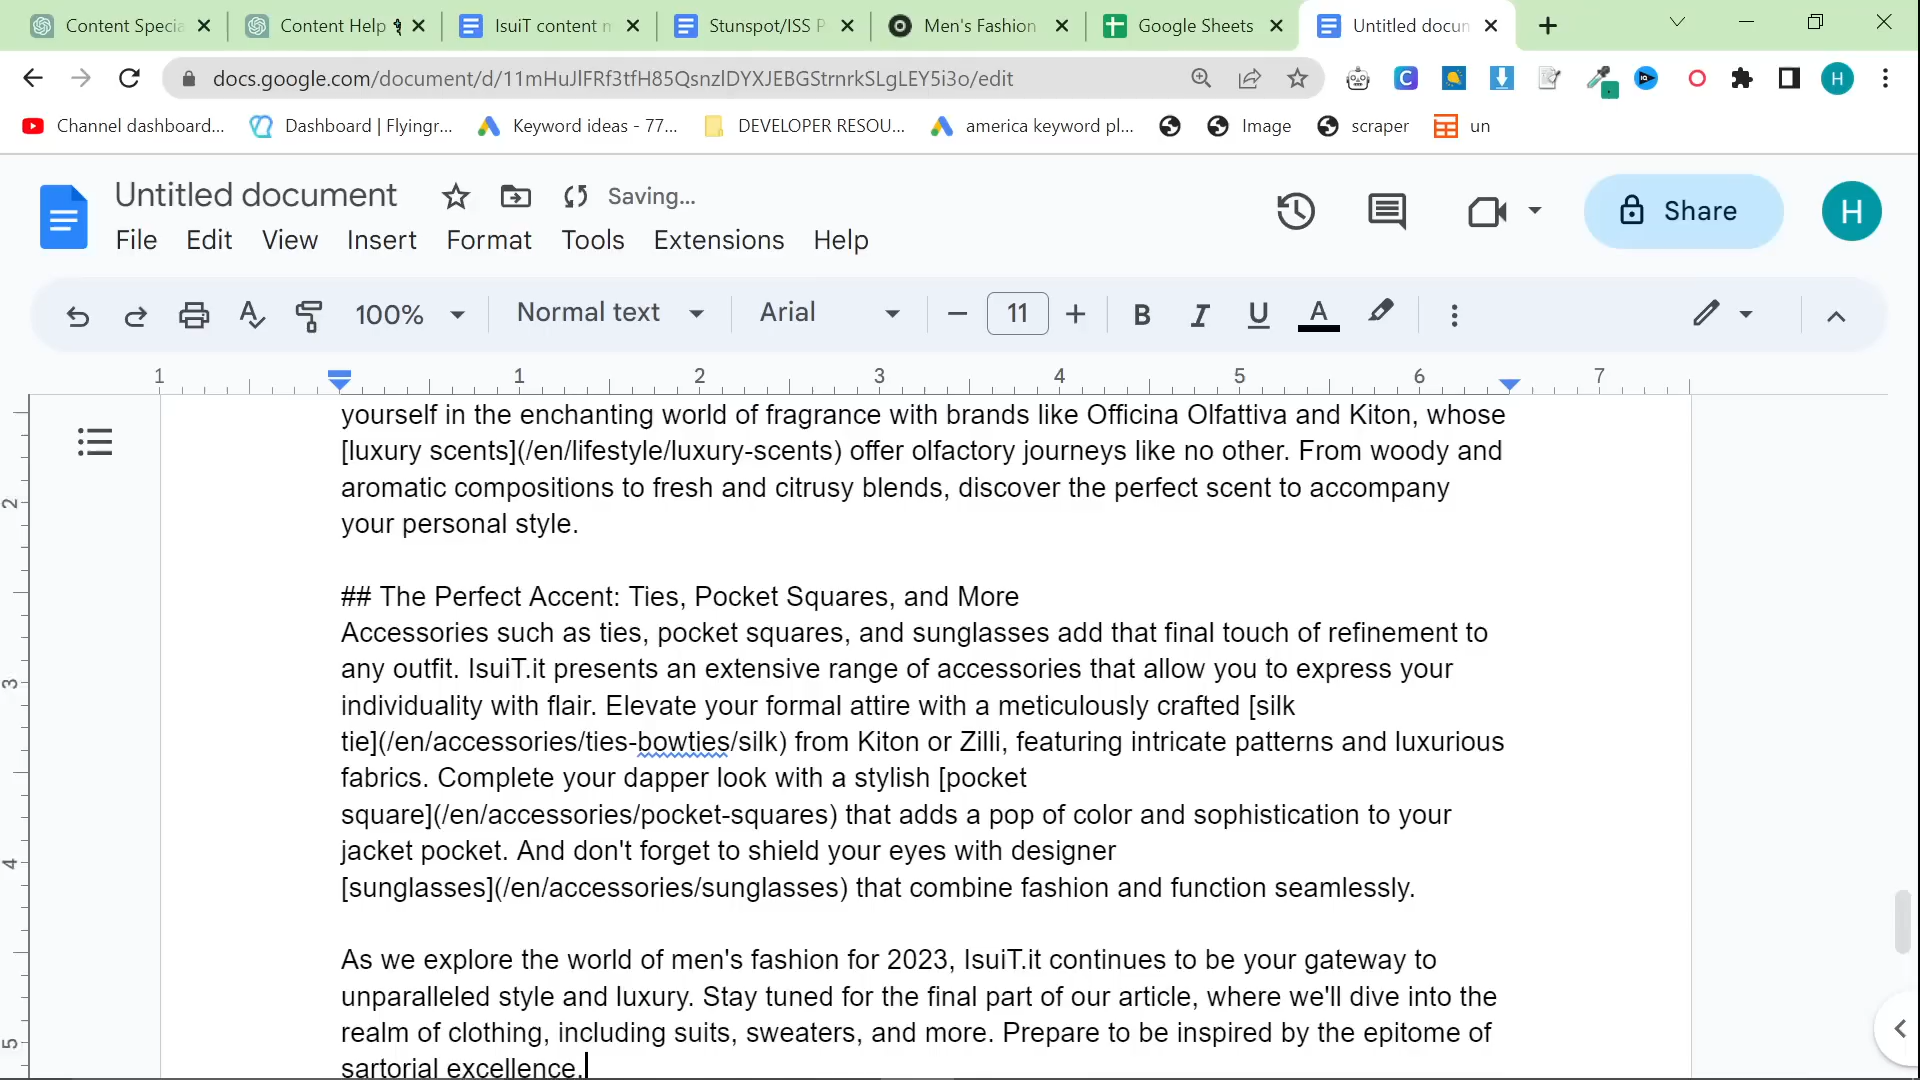 Content Specia
Content Help
IsuiT content n
Stunspot/ISS P
Men's Fashion
Google Sheets
Untitled docun
docs.google.com/document/d/11mHuJlFRf3tfH85QsnzlDYXJEBGStrnrkSLgLEY5i3o/edit
H
Channel dashboard...
Dashboard | Flyingr...
Keyword ideas - 77...
DEVELOPER RESOU...
america keyword pl...
Image
scraper
un
Untitled document
Saving...
Share
H
File Edit View Insert Format Tools Extensions Help
100% Normal text Arial 11 B I U A
1 1 2 3 4 5 6 7
2
3
4
5
yourself in the enchanting world of fragrance with brands like Officina Olfattiva and Kiton, whose
[luxury scents](/en/lifestyle/luxury-scents) offer olfactory journeys like no other. From woody and
aromatic compositions to fresh and citrusy blends, discover the perfect scent to accompany
your personal style.
## The Perfect Accent: Ties, Pocket Squares, and More
Accessories such as ties, pocket squares, and sunglasses add that final touch of refinement to
any outfit. IsuiT.it presents an extensive range of accessories that allow you to express your
individuality with flair. Elevate your formal attire with a meticulously crafted [silk
tie](/en/accessories/ties-bowties/silk) from Kiton or Zilli, featuring intricate patterns and luxurious
fabrics. Complete your dapper look with a stylish [pocket
square](/en/accessories/pocket-squares) that adds a pop of color and sophistication to your
jacket pocket. And don't forget to shield your eyes with designer
[sunglasses](/en/accessories/sunglasses) that combine fashion and function seamlessly.
As we explore the world of men's fashion for 2023, IsuiT.it continues to be your gateway to
unparalleled style and luxury. Stay tuned for the final part of our article, where we'll dive into the
realm of clothing, including suits, sweaters, and more. Prepare to be inspired by the epitome of
sartorial excellence.